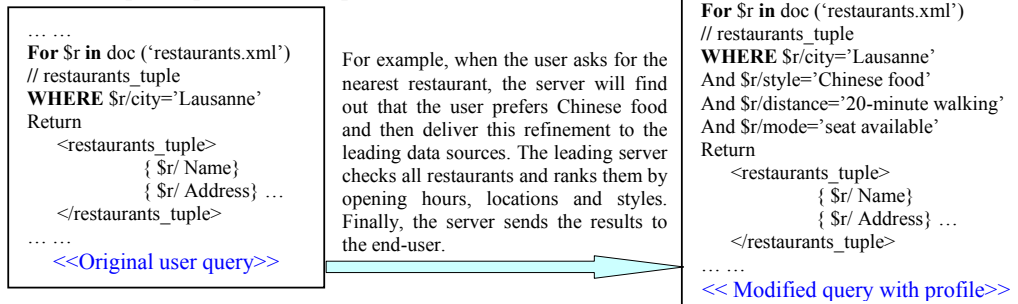 … …
For $r in doc (‘restaurants.xml’)
// restaurants_tuple
WHERE $r/city=’Lausanne’
Return
<restaurants_tuple>
{ $r/ Name}
{ $r/ Address} …
</restaurants_tuple>
… …
<<Original user query>>
For example, when the user asks for the
nearest restaurant, the server will find
out that the user prefers Chinese food
and then deliver this refinement to the
leading data sources. The leading server
checks all restaurants and ranks them by
opening hours, locations and styles.
Finally, the server sends the results to
the end-user.
For $r in doc (‘restaurants.xml’)
// restaurants_tuple
WHERE $r/city=’Lausanne’
And $r/style=’Chinese food’
And $r/distance=’20-minute walking’
And $r/mode=’seat available’
Return
<restaurants_tuple>
{ $r/ Name}
{ $r/ Address} …
</restaurants_tuple>
… …
<< Modified query with profile>>